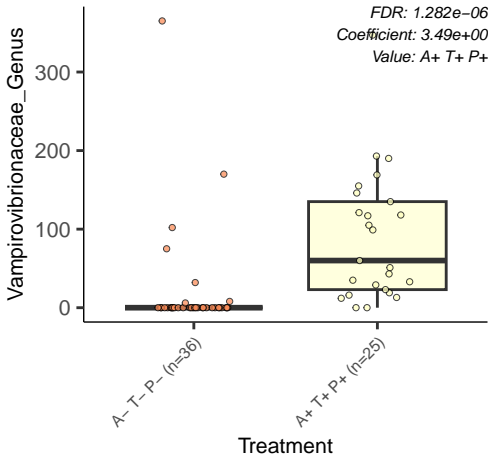 FDR: 1.282e−06
Coefficient: 3.49e+00
Value: A+ T+ P+
Vampirovibrionaceae_Genus
300
200
100
0
A− T− P− (n=36)
A+ T+ P+ (n=25)
Treatment